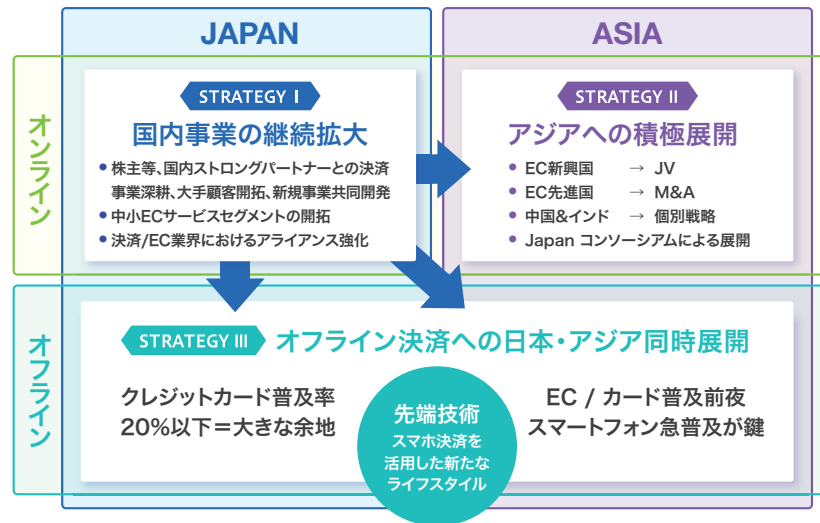 JAPAN
ASIA
オンライン
STRATEGY I
国内事業の継続拡大
• 株主等、国内ストロングパートナーとの決済
事業深耕、大手顧客開拓、新規事業共同開発
• 中小ECサービスセグメントの開拓
• 決済/EC業界におけるアライアンス強化
STRATEGY II
アジアへの積極展開
• EC新興国 → JV
• EC先進国 → M&A
• 中国&インド → 個別戦略
• Japan コンソーシアムによる展開
オフライン
STRATEGY III オフライン決済への日本・アジア同時展開
クレジットカード普及率
20%以下＝大きな余地
先端技術
スマホ決済を
活用した新たな
ライフスタイル
EC / カード普及前夜
スマートフォン急普及が鍵